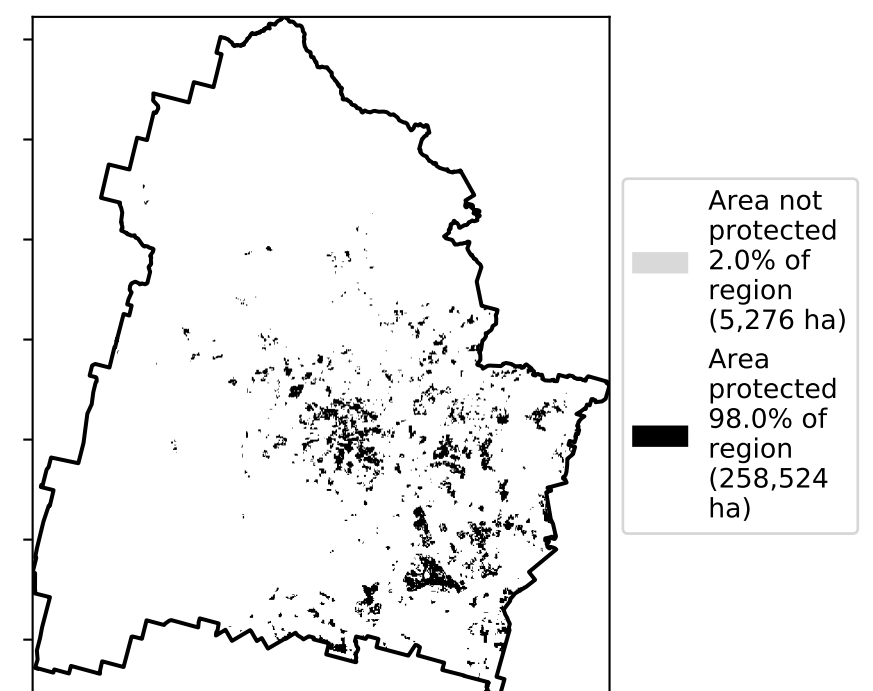 Area not
protected
2.0% of
region
(5,276 ha)
Area
protected
98.0% of
region
(258,524
ha)